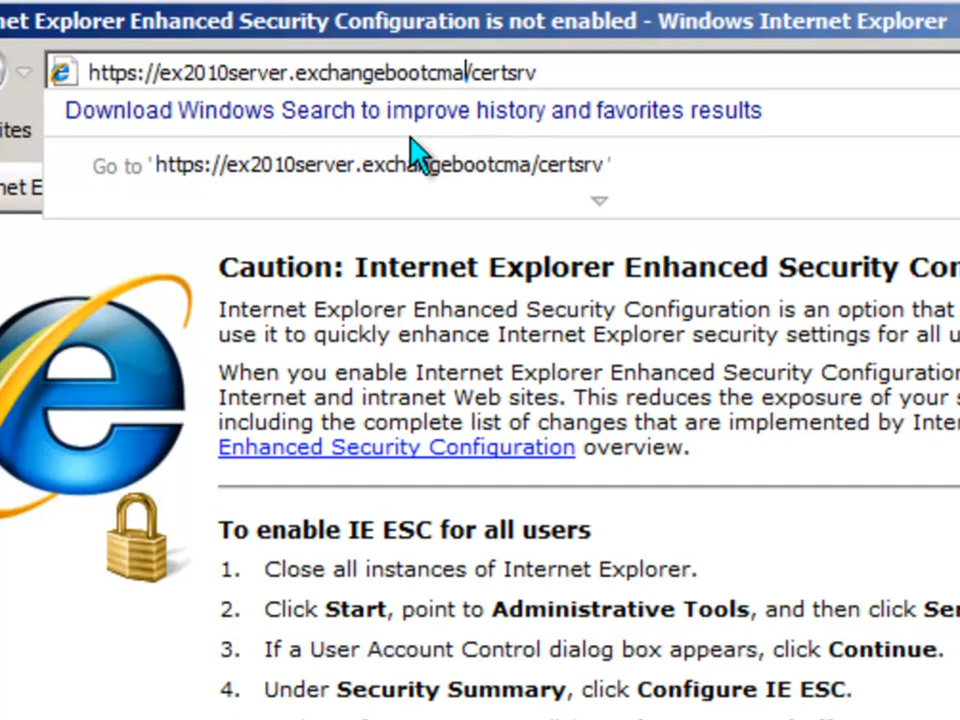 net Explorer Enhanced Security Configuration is not enabled - Windows Internet Explorer
https://ex2010server.exchangebootcma/certsrv
Download Windows Search to improve history and favorites results
ites
Go to 'https://ex2010server.exchangebootcma/certsrv'
net E
Caution: Internet Explorer Enhanced Security Con
Internet Explorer Enhanced Security Configuration is an option that
use it to quickly enhance Internet Explorer security settings for all u
When you enable Internet Explorer Enhanced Security Configuration
Internet and intranet Web sites. This reduces the exposure of your s
including the complete list of changes that are implemented by Inter
Enhanced Security Configuration overview.
To enable IE ESC for all users
1. Close all instances of Internet Explorer.
2. Click Start, point to Administrative Tools, and then click Ser
3. If a User Account Control dialog box appears, click Continue.
4. Under Security Summary, click Configure IE ESC.